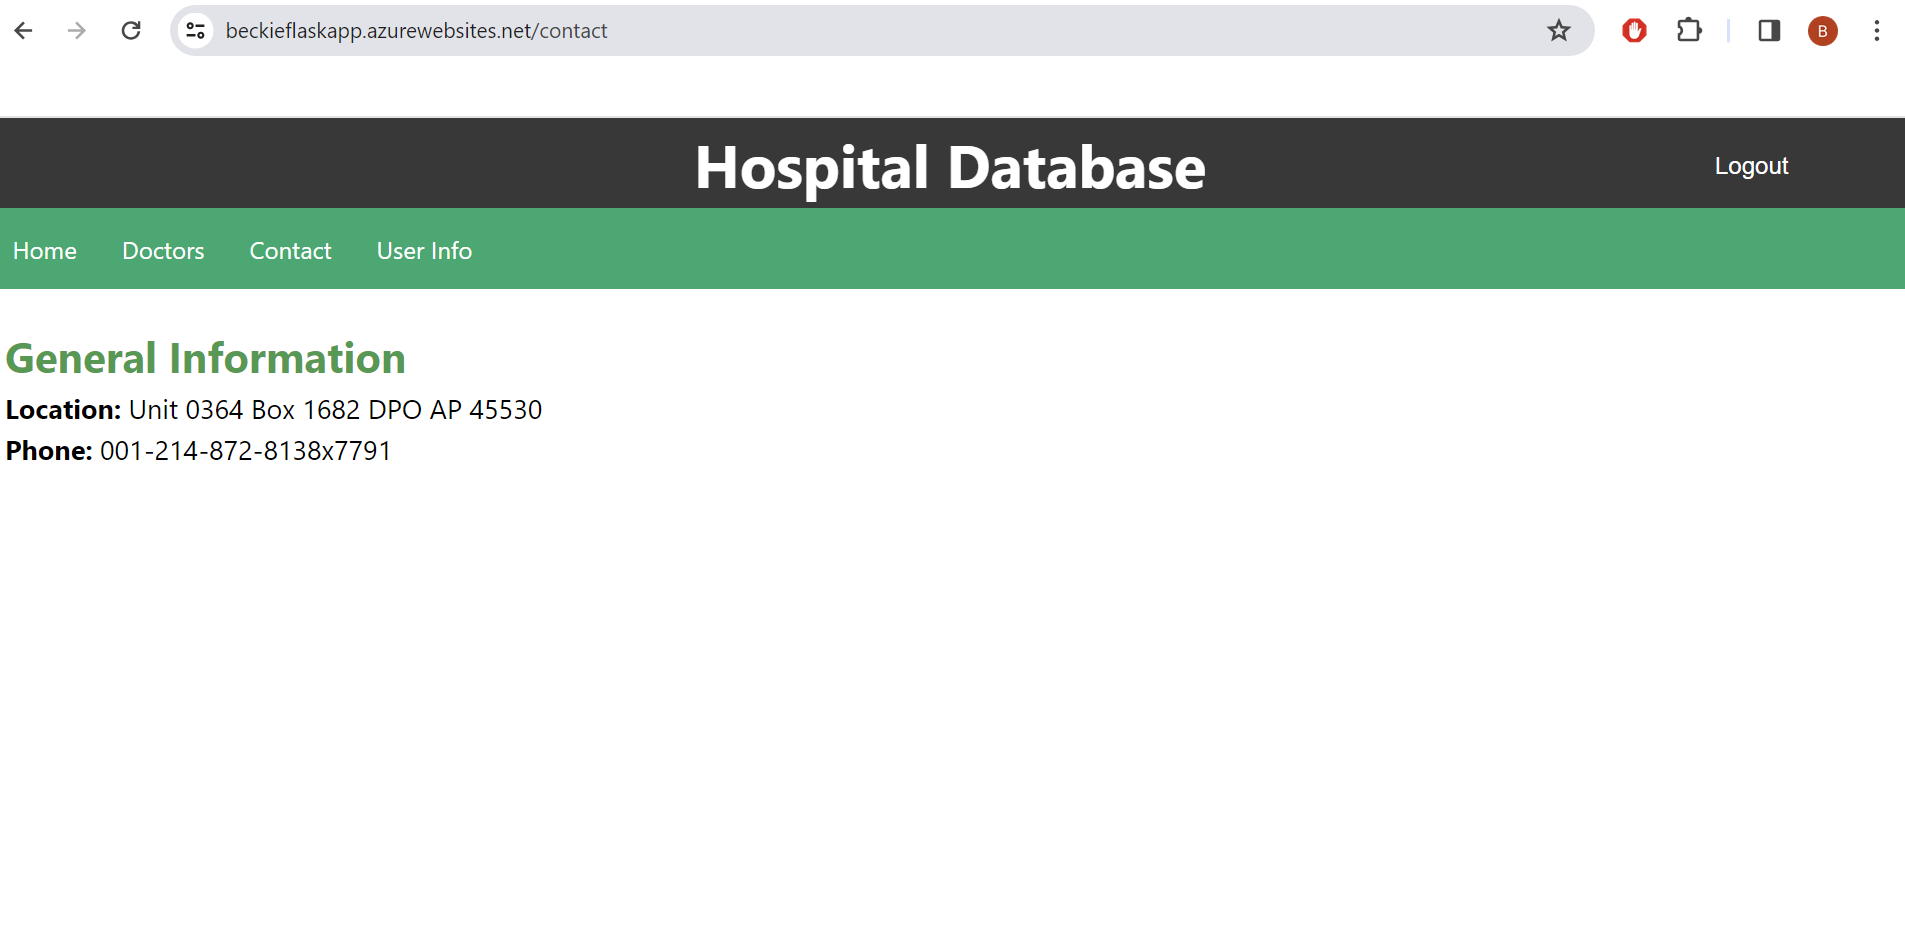 beckieflaskapp.azurewebsites.net/contact
B
Hospital Database
Logout
Home Doctors Contact User Info
General Information
Location: Unit 0364 Box 1682 DPO AP 45530
Phone: 001-214-872-8138x7791